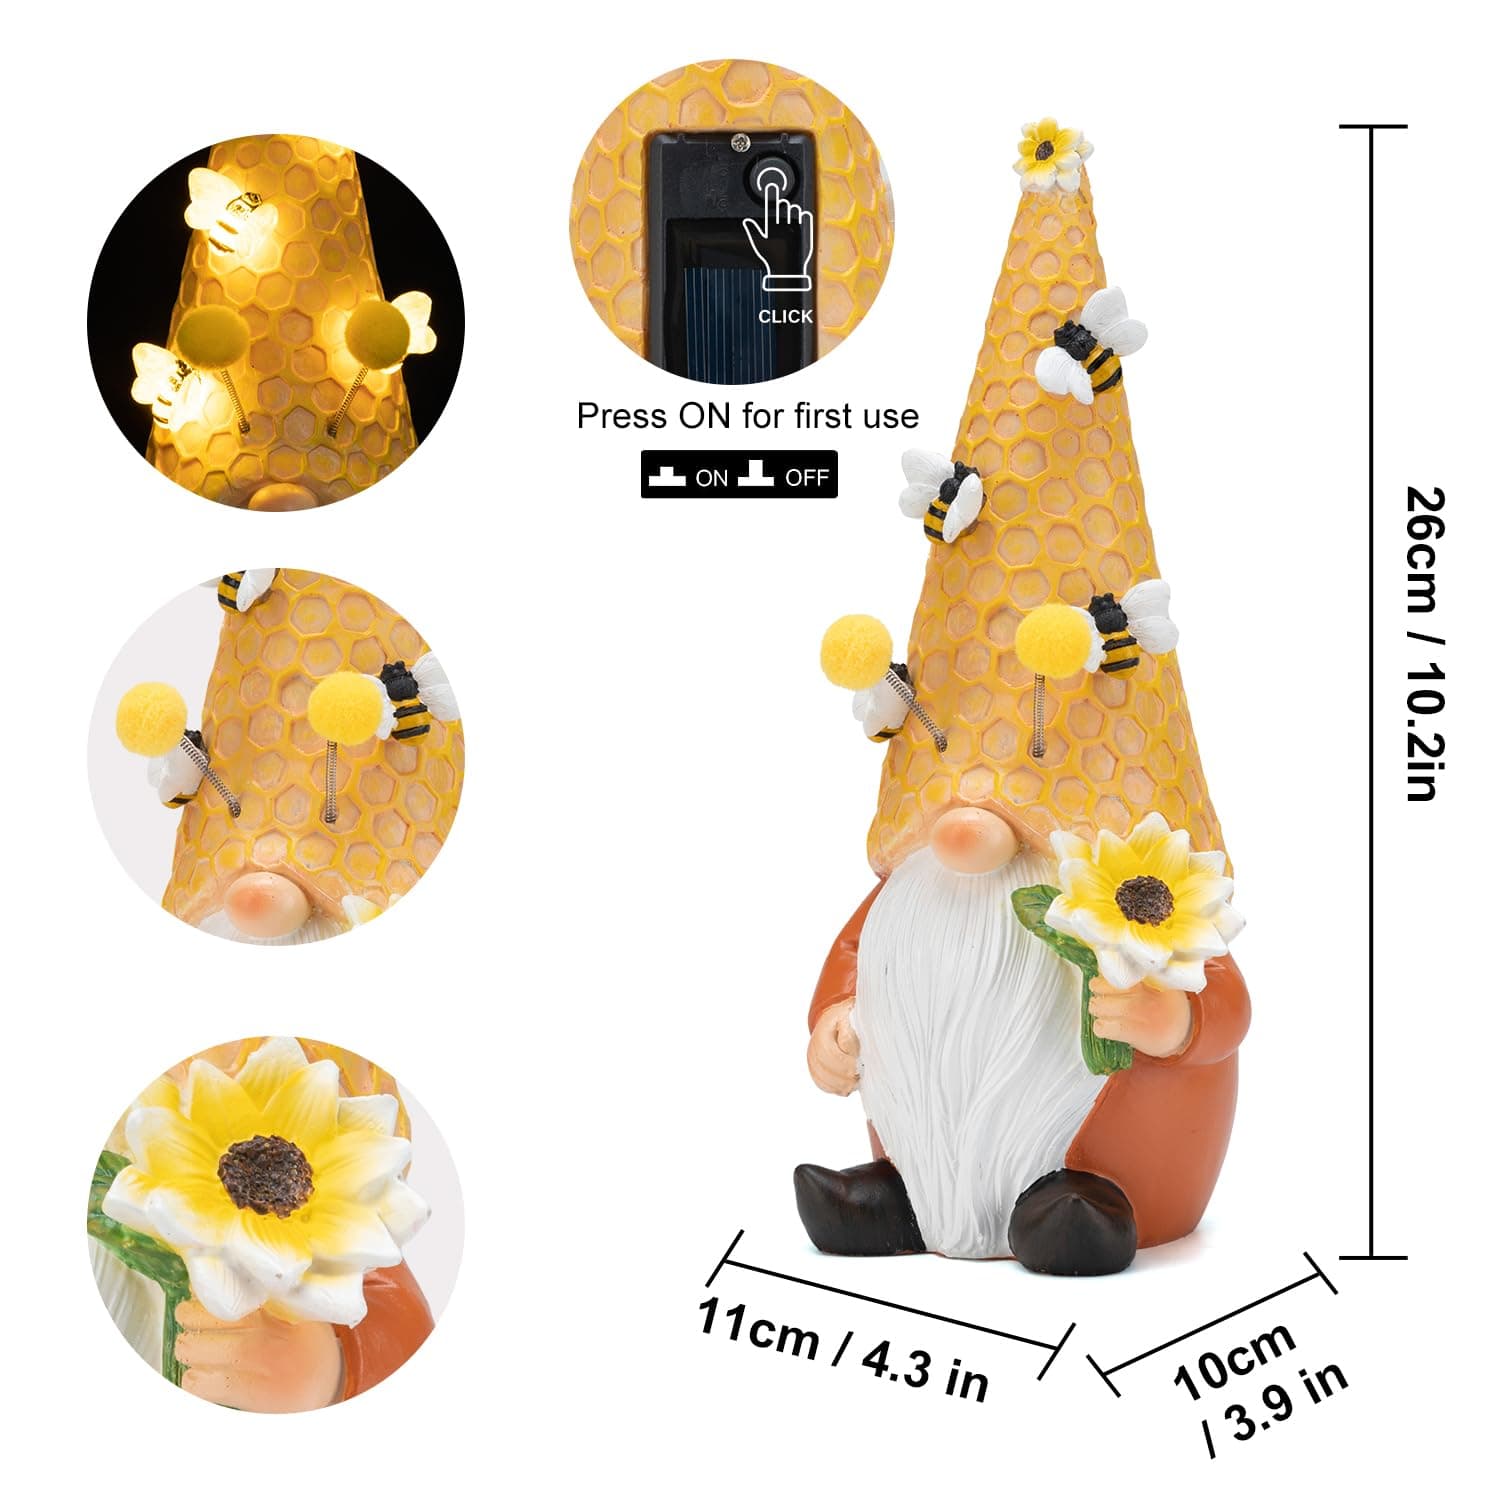 CLICK
Press ON for first use
ON OFF
26cm / 10.2in
11cm / 4.3 in
10cm
/ 3.9 in